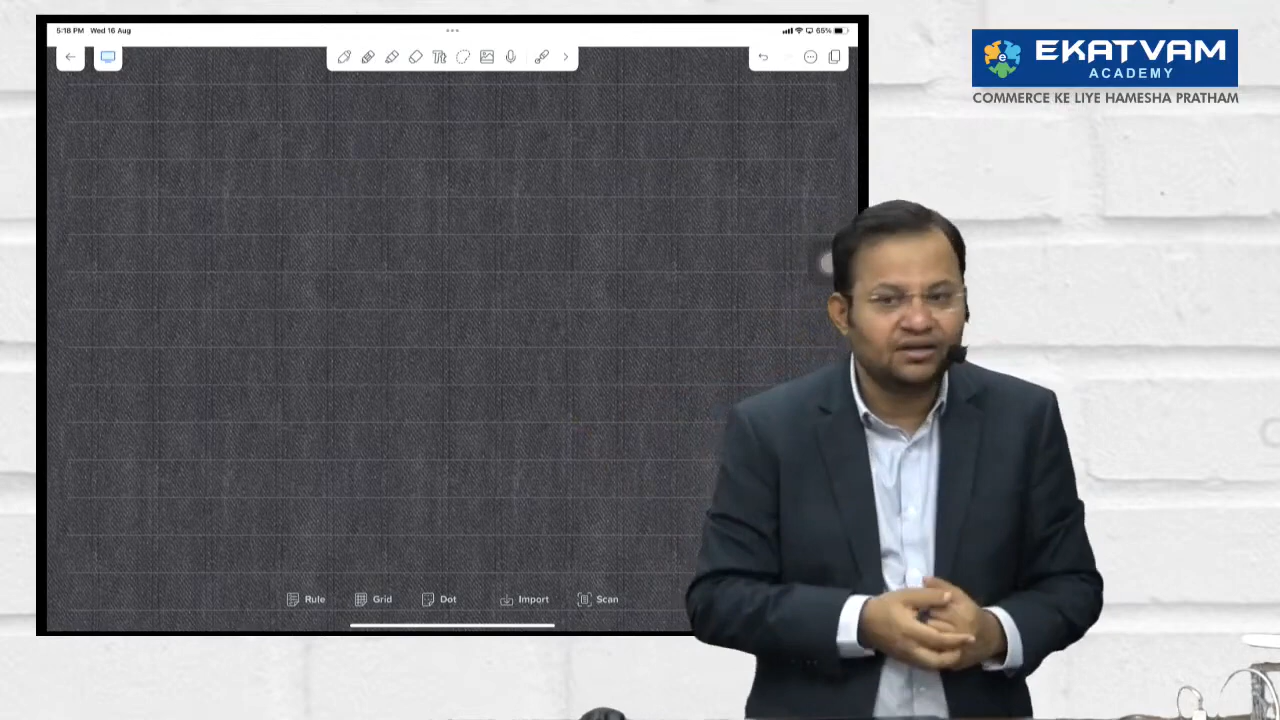 5:18 PM Wed 16 Aug
65%
EKATVAM
ACADEMY
COMMERCE KE LIYE HAMESHA PRATHAM
Rule Grid Dot Import Scan